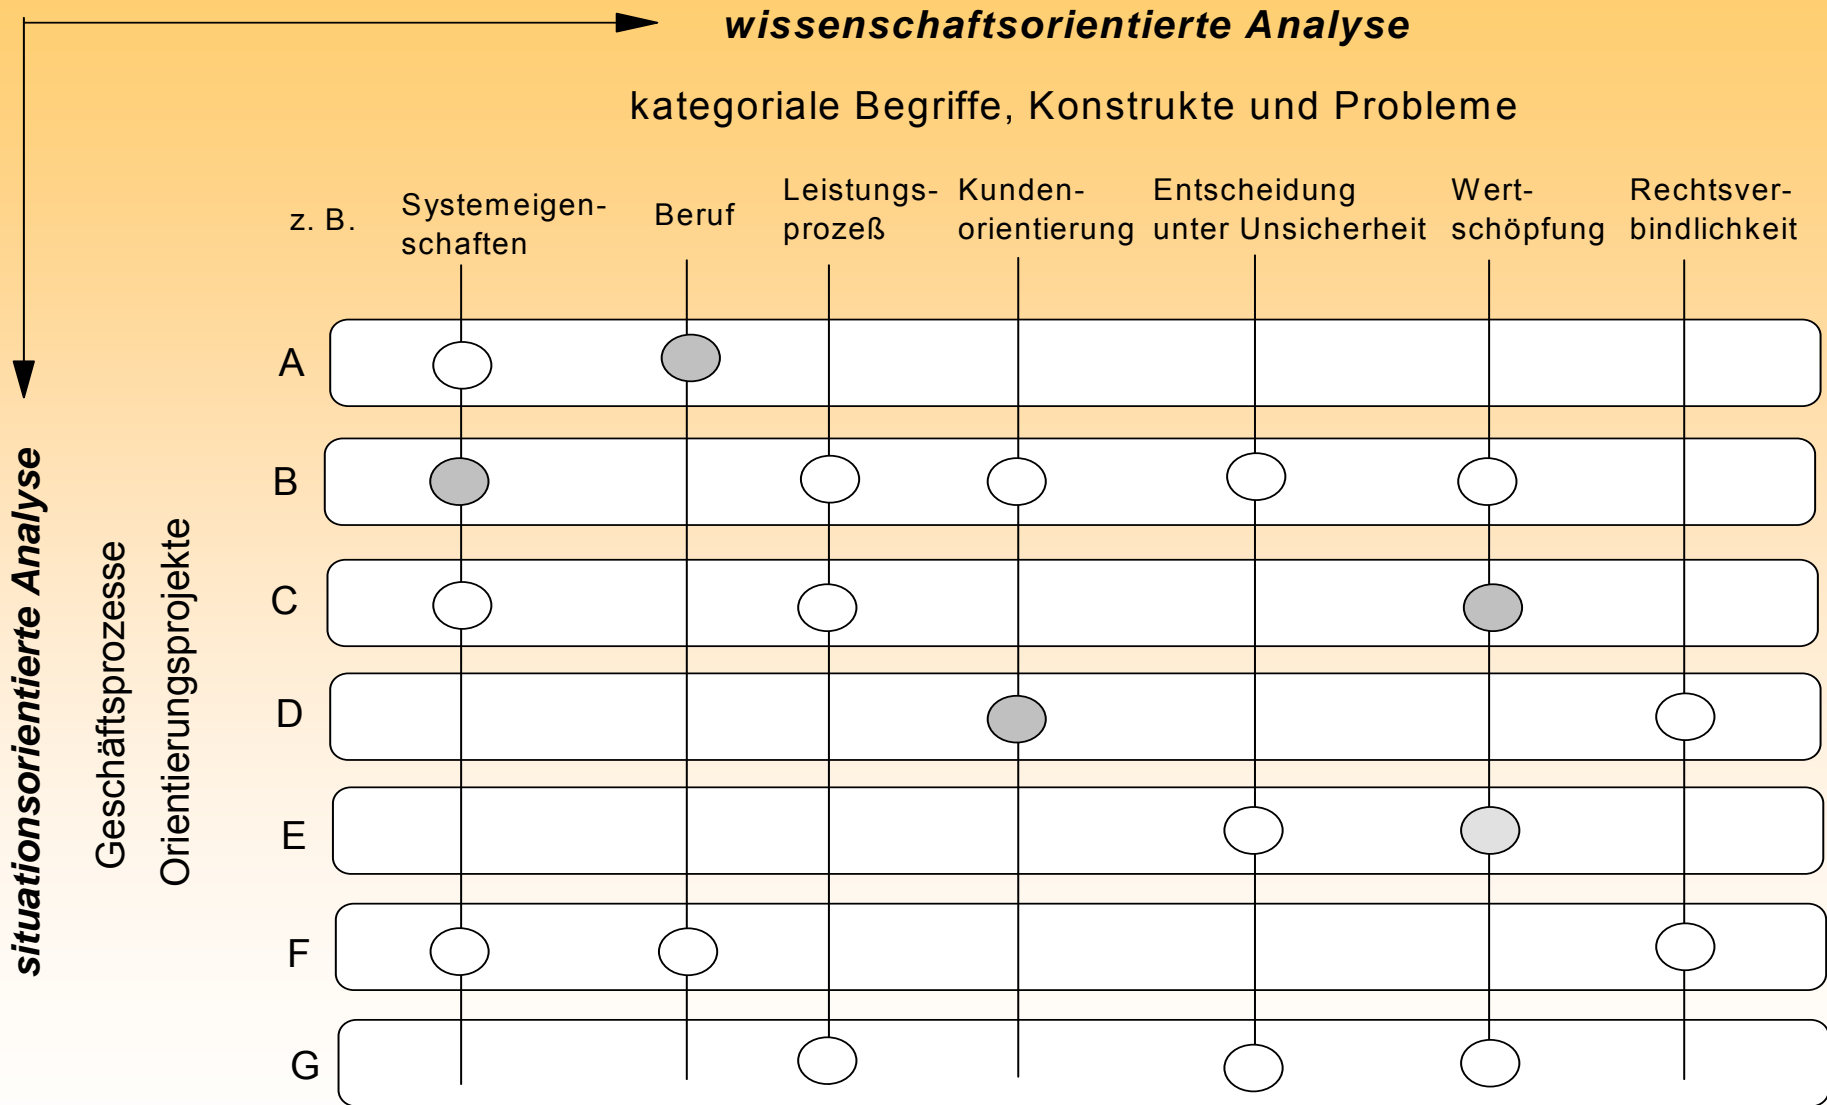 wissenschaftsorientierte Analyse
kategoriale Begriffe, Konstrukte und Probleme
z. B.
Systemeigen-
schaften
Beruf
Leistungs-
prozeß
Kunden-
orientierung
Entscheidung
unter Unsicherheit
Wert-
schöpfung
Rechtsver-
bindlichkeit
situationsorientierte Analyse
Geschäftsprozesse
Orientierungsprojekte
A
B
C
D
E
F
G